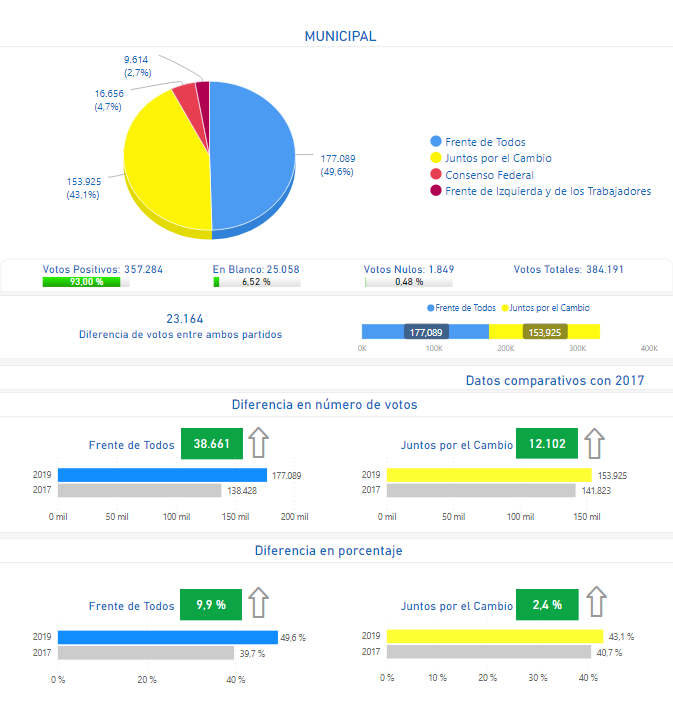 MUNICIPAL
9.614
(2,7%)
16.656
(4,7%)
177.089
(49,6%)
153.925
(43,1%)
Frente de Todos
Juntos por el Cambio
Consenso Federal
Frente de Izquierda y de los Trabajadores
Votos Positivos: 357.284
93,00 %
En Blanco: 25.058
6,52 %
Votos Nulos: 1.849
0,48 %
Votos Totales: 384.191
23.164
Diferencia de votos entre ambos partidos
Frente de Todos Juntos por el Cambio
177,089 153,925
0K 100K 200K 300K 400K
Datos comparativos con 2017
Diferencia en número de votos
Frente de Todos 38.661
2019 177.089
2017 138.428
0 mil 50 mil 100 mil 150 mil 200 mil
Juntos por el Cambio 12.102
2019 153.925
2017 141.823
0 mil 50 mil 100 mil 150 mil
Diferencia en porcentaje
Frente de Todos 9,9 %
2019 49,6 %
2017 39,7 %
0 % 20 % 40 %
Juntos por el Cambio 2,4 %
2019 43,1 %
2017 40,7 %
0 % 10 % 20 % 30 % 40 %